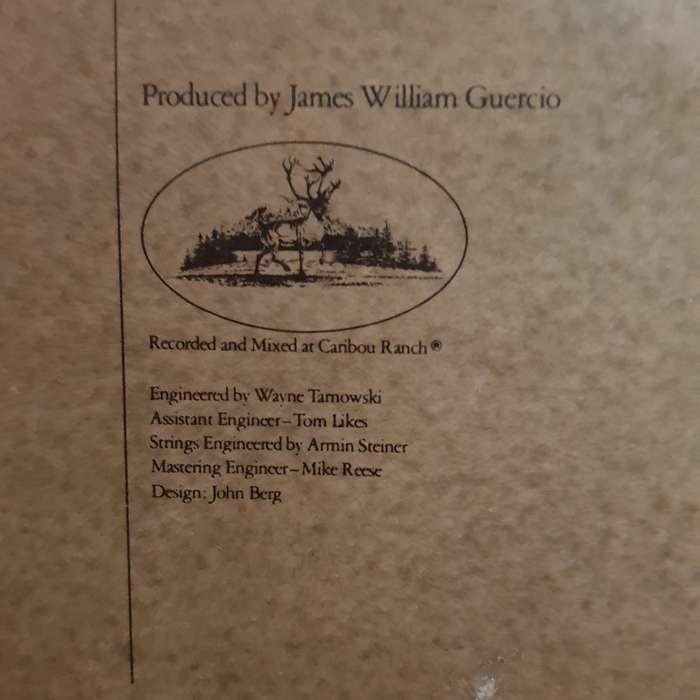 Produced by James William Guercio
Recorded and Mixed at Caribou Ranch®
Engineered by Wayne Tarnowski
Assistant Engineer–Tom Likes
Strings Engineered by Armin Steiner
Mastering Engineer–Mike Reese
Design: John Berg